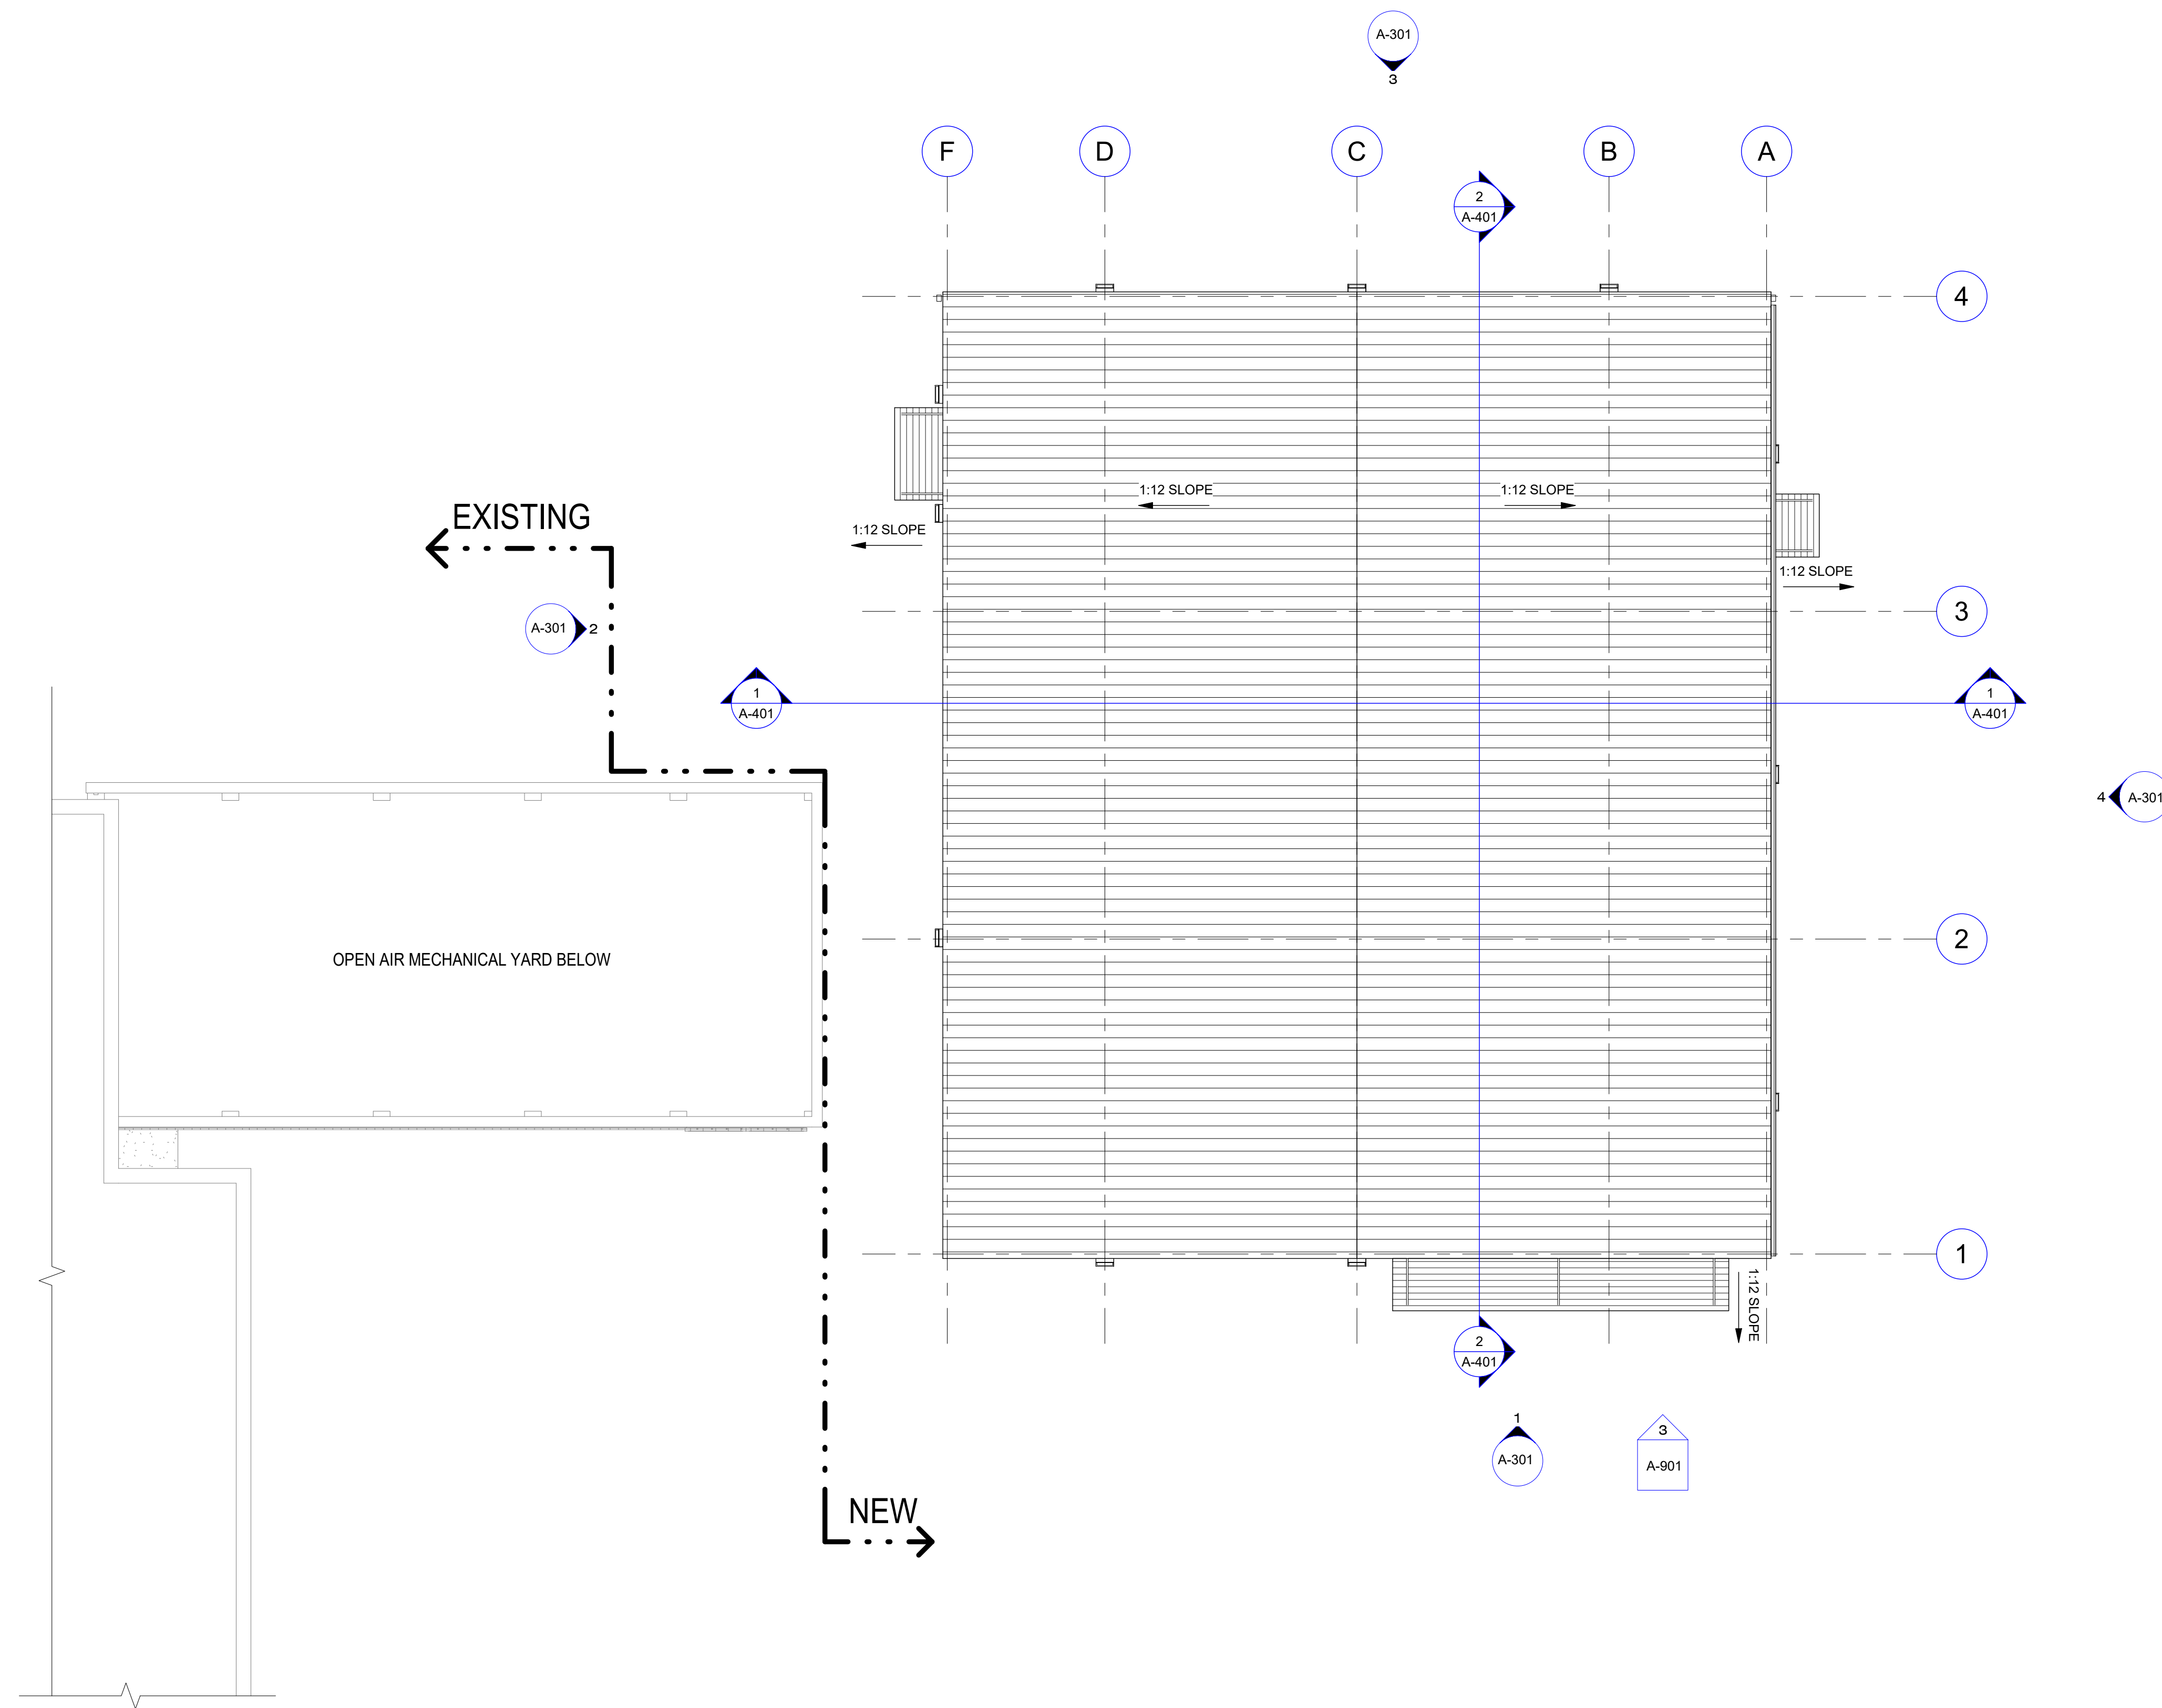 A-301
3
F
D
C
B
A
2
A-401
4
1:12 SLOPE
1:12 SLOPE
EXISTING
1:12 SLOPE
1:12 SLOPE
3
A-301
2
1
A-401
1
A-401
4
A-301
2
OPEN AIR MECHANICAL YARD BELOW
1
1:12 SLOPE
2
A-401
1
A-301
3
A-901
NEW